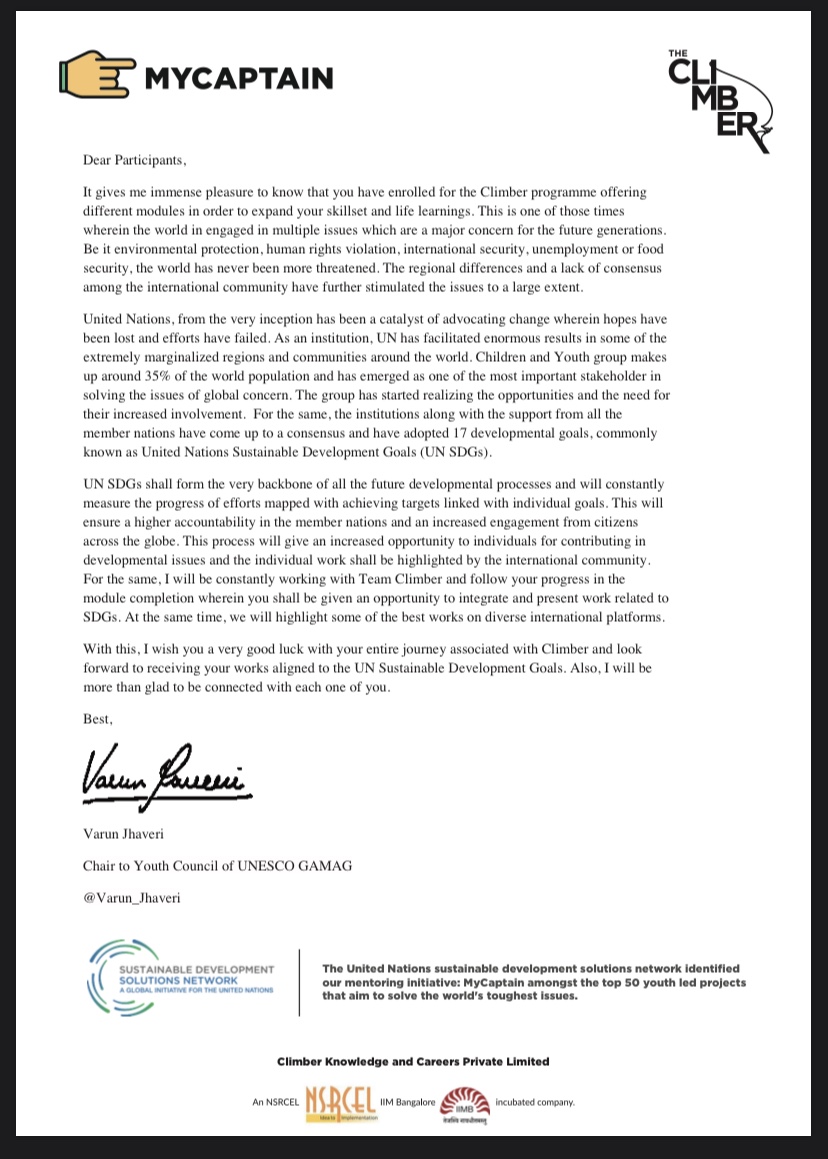 MYCAPTAIN
THE
CLI
MB
ER
Dear Participants,
It gives me immense pleasure to know that you have enrolled for the Climber programme offering
different modules in order to expand your skillset and life learnings. This is one of those times
wherein the world in engaged in multiple issues which are a major concern for the future generations.
Be it environmental protection, human rights violation, international security, unemployment or food
security, the world has never been more threatened. The regional differences and a lack of consensus
among the international community have further stimulated the issues to a large extent.
United Nations, from the very inception has been a catalyst of advocating change wherein hopes have
been lost and efforts have failed. As an institution, UN has facilitated enormous results in some of the
extremely marginalized regions and communities around the world. Children and Youth group makes
up around 35% of the world population and has emerged as one of the most important stakeholder in
solving the issues of global concern. The group has started realizing the opportunities and the need for
their increased involvement.  For the same, the institutions along with the support from all the
member nations have come up to a consensus and have adopted 17 developmental goals, commonly
known as United Nations Sustainable Development Goals (UN SDGs).
UN SDGs shall form the very backbone of all the future developmental processes and will constantly
measure the progress of efforts mapped with achieving targets linked with individual goals. This will
ensure a higher accountability in the member nations and an increased engagement from citizens
across the globe. This process will give an increased opportunity to individuals for contributing in
developmental issues and the individual work shall be highlighted by the international community.
For the same, I will be constantly working with Team Climber and follow your progress in the
module completion wherein you shall be given an opportunity to integrate and present work related to
SDGs. At the same time, we will highlight some of the best works on diverse international platforms.
With this, I wish you a very good luck with your entire journey associated with Climber and look
forward to receiving your works aligned to the UN Sustainable Development Goals. Also, I will be
more than glad to be connected with each one of you.
Best,
Varun Jhaveri
Varun Jhaveri
Chair to Youth Council of UNESCO GAMAG
@Varun_Jhaveri
SUSTAINABLE DEVELOPMENT
SOLUTIONS NETWORK
A GLOBAL INITIATIVE FOR THE UNITED NATIONS
The United Nations sustainable development solutions network identified
our mentoring initiative: MyCaptain amongst the top 50 youth led projects
that aim to solve the world's toughest issues.
Climber Knowledge and Careers Private Limited
An NSRCEL NSRCEL IIM Bangalore IIMB incubated company.